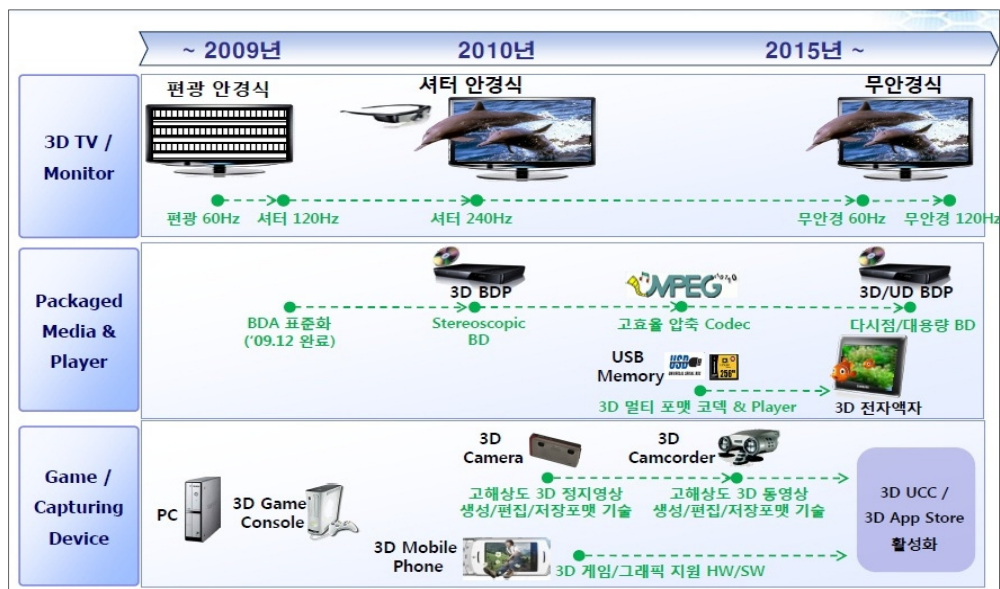 ~ 2009년
2010년
2015년 ~
3D TV /
Monitor
편광 안경식
셔터 안경식
무안경식
편광 60Hz
셔터 120Hz
셔터 240Hz
무안경 60Hz
무안경 120Hz
Packaged
Media &
Player
3D BDP
MPEG
3D/UD BDP
BDA 표준화
('09.12 완료)
Stereoscopic
BD
고효율 압축 Codec
다시점/대용량 BD
USB
Memory
USB
3D 멀티 포맷 코덱 & Player
3D 전자액자
Game /
Capturing
Device
PC
3D Game
Console
3D
Camera
3D
Camcorder
고해상도 3D 정지영상
생성/편집/저장포맷 기술
고해상도 3D 동영상
생성/편집/저장포맷 기술
3D Mobile
Phone
3D 게임/그래픽 지원 HW/SW
3D UCC /
3D App Store
활성화